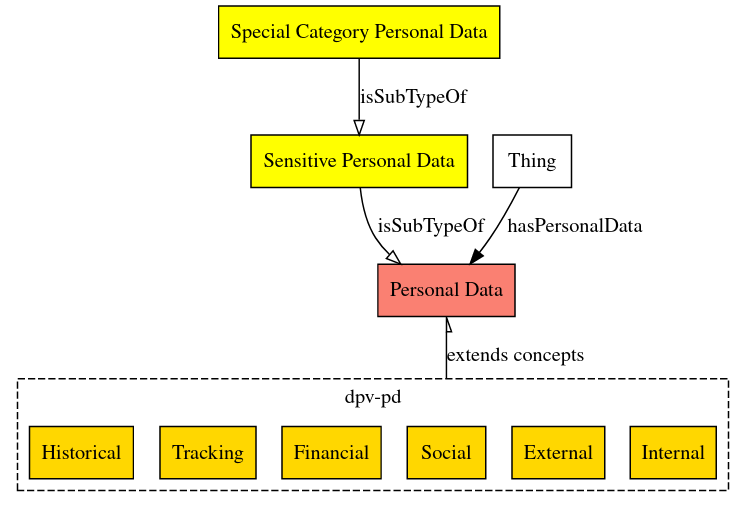 Special Category Personal Data
isSubTypeOf
Sensitive Personal Data
Thing
isSubTypeOf
hasPersonalData
Personal Data
extends concepts
dpv-pd
Historical
Tracking
Financial
Social
External
Internal